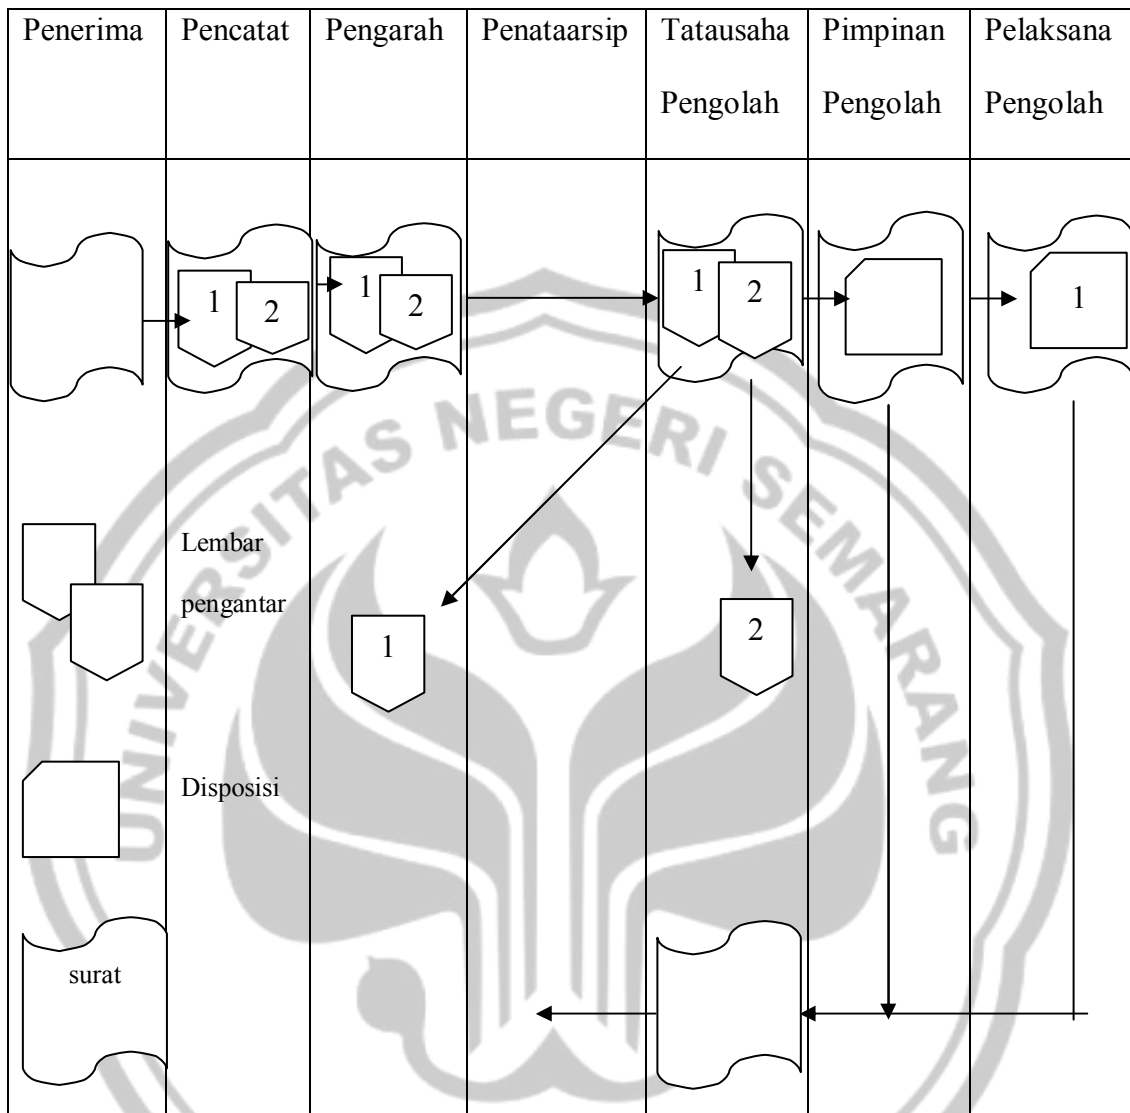 Penerima
Pencatat
Pengarah
Penataarsip
Tatausaha
Pengolah
Pimpinan
Pengolah
Pelaksana
Pengolah
1
2
1
2
1
2
1
Lembar
pengantar
1
2
Disposisi
surat
UNIVERSITAS NEGERI SEMARANG